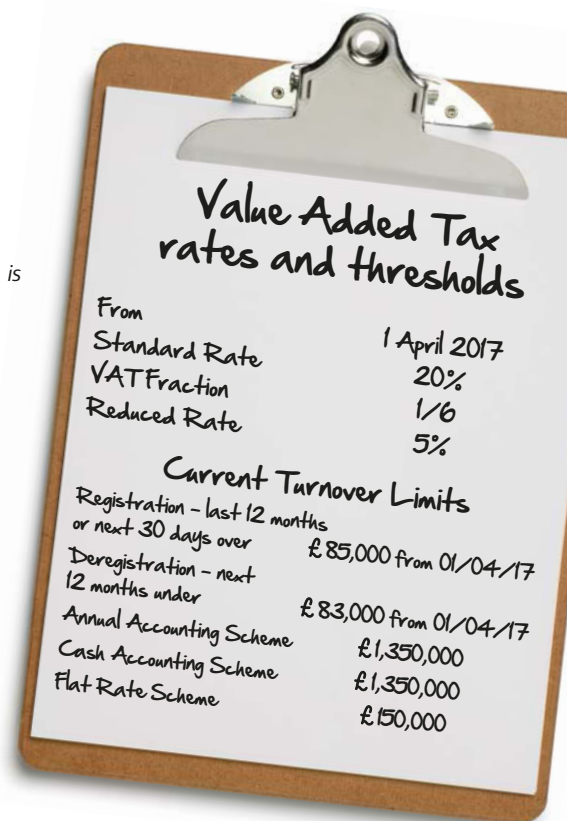 is
Value Added Tax
rates and thresholds
From 1 April 2017
Standard Rate 20%
VAT Fraction 1/6
Reduced Rate 5%
Current Turnover Limits
Registration – last 12 months
or next 30 days over £85,000 from 01/04/17
Deregistration – next
12 months under £83,000 from 01/04/17
Annual Accounting Scheme £1,350,000
Cash Accounting Scheme £1,350,000
Flat Rate Scheme £150,000